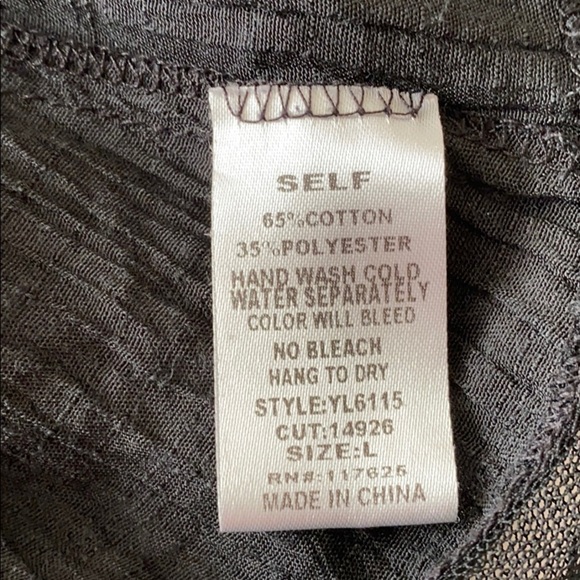 SELF
65%COTTON
35%POLYESTER
HAND WASH COLD
WATER SEPARATELY
COLOR WILL BLEED
NO BLEACH
HANG TO DRY
STYLE:YL6115
CUT:14926
SIZE:L
RN#:117625
MADE IN CHINA